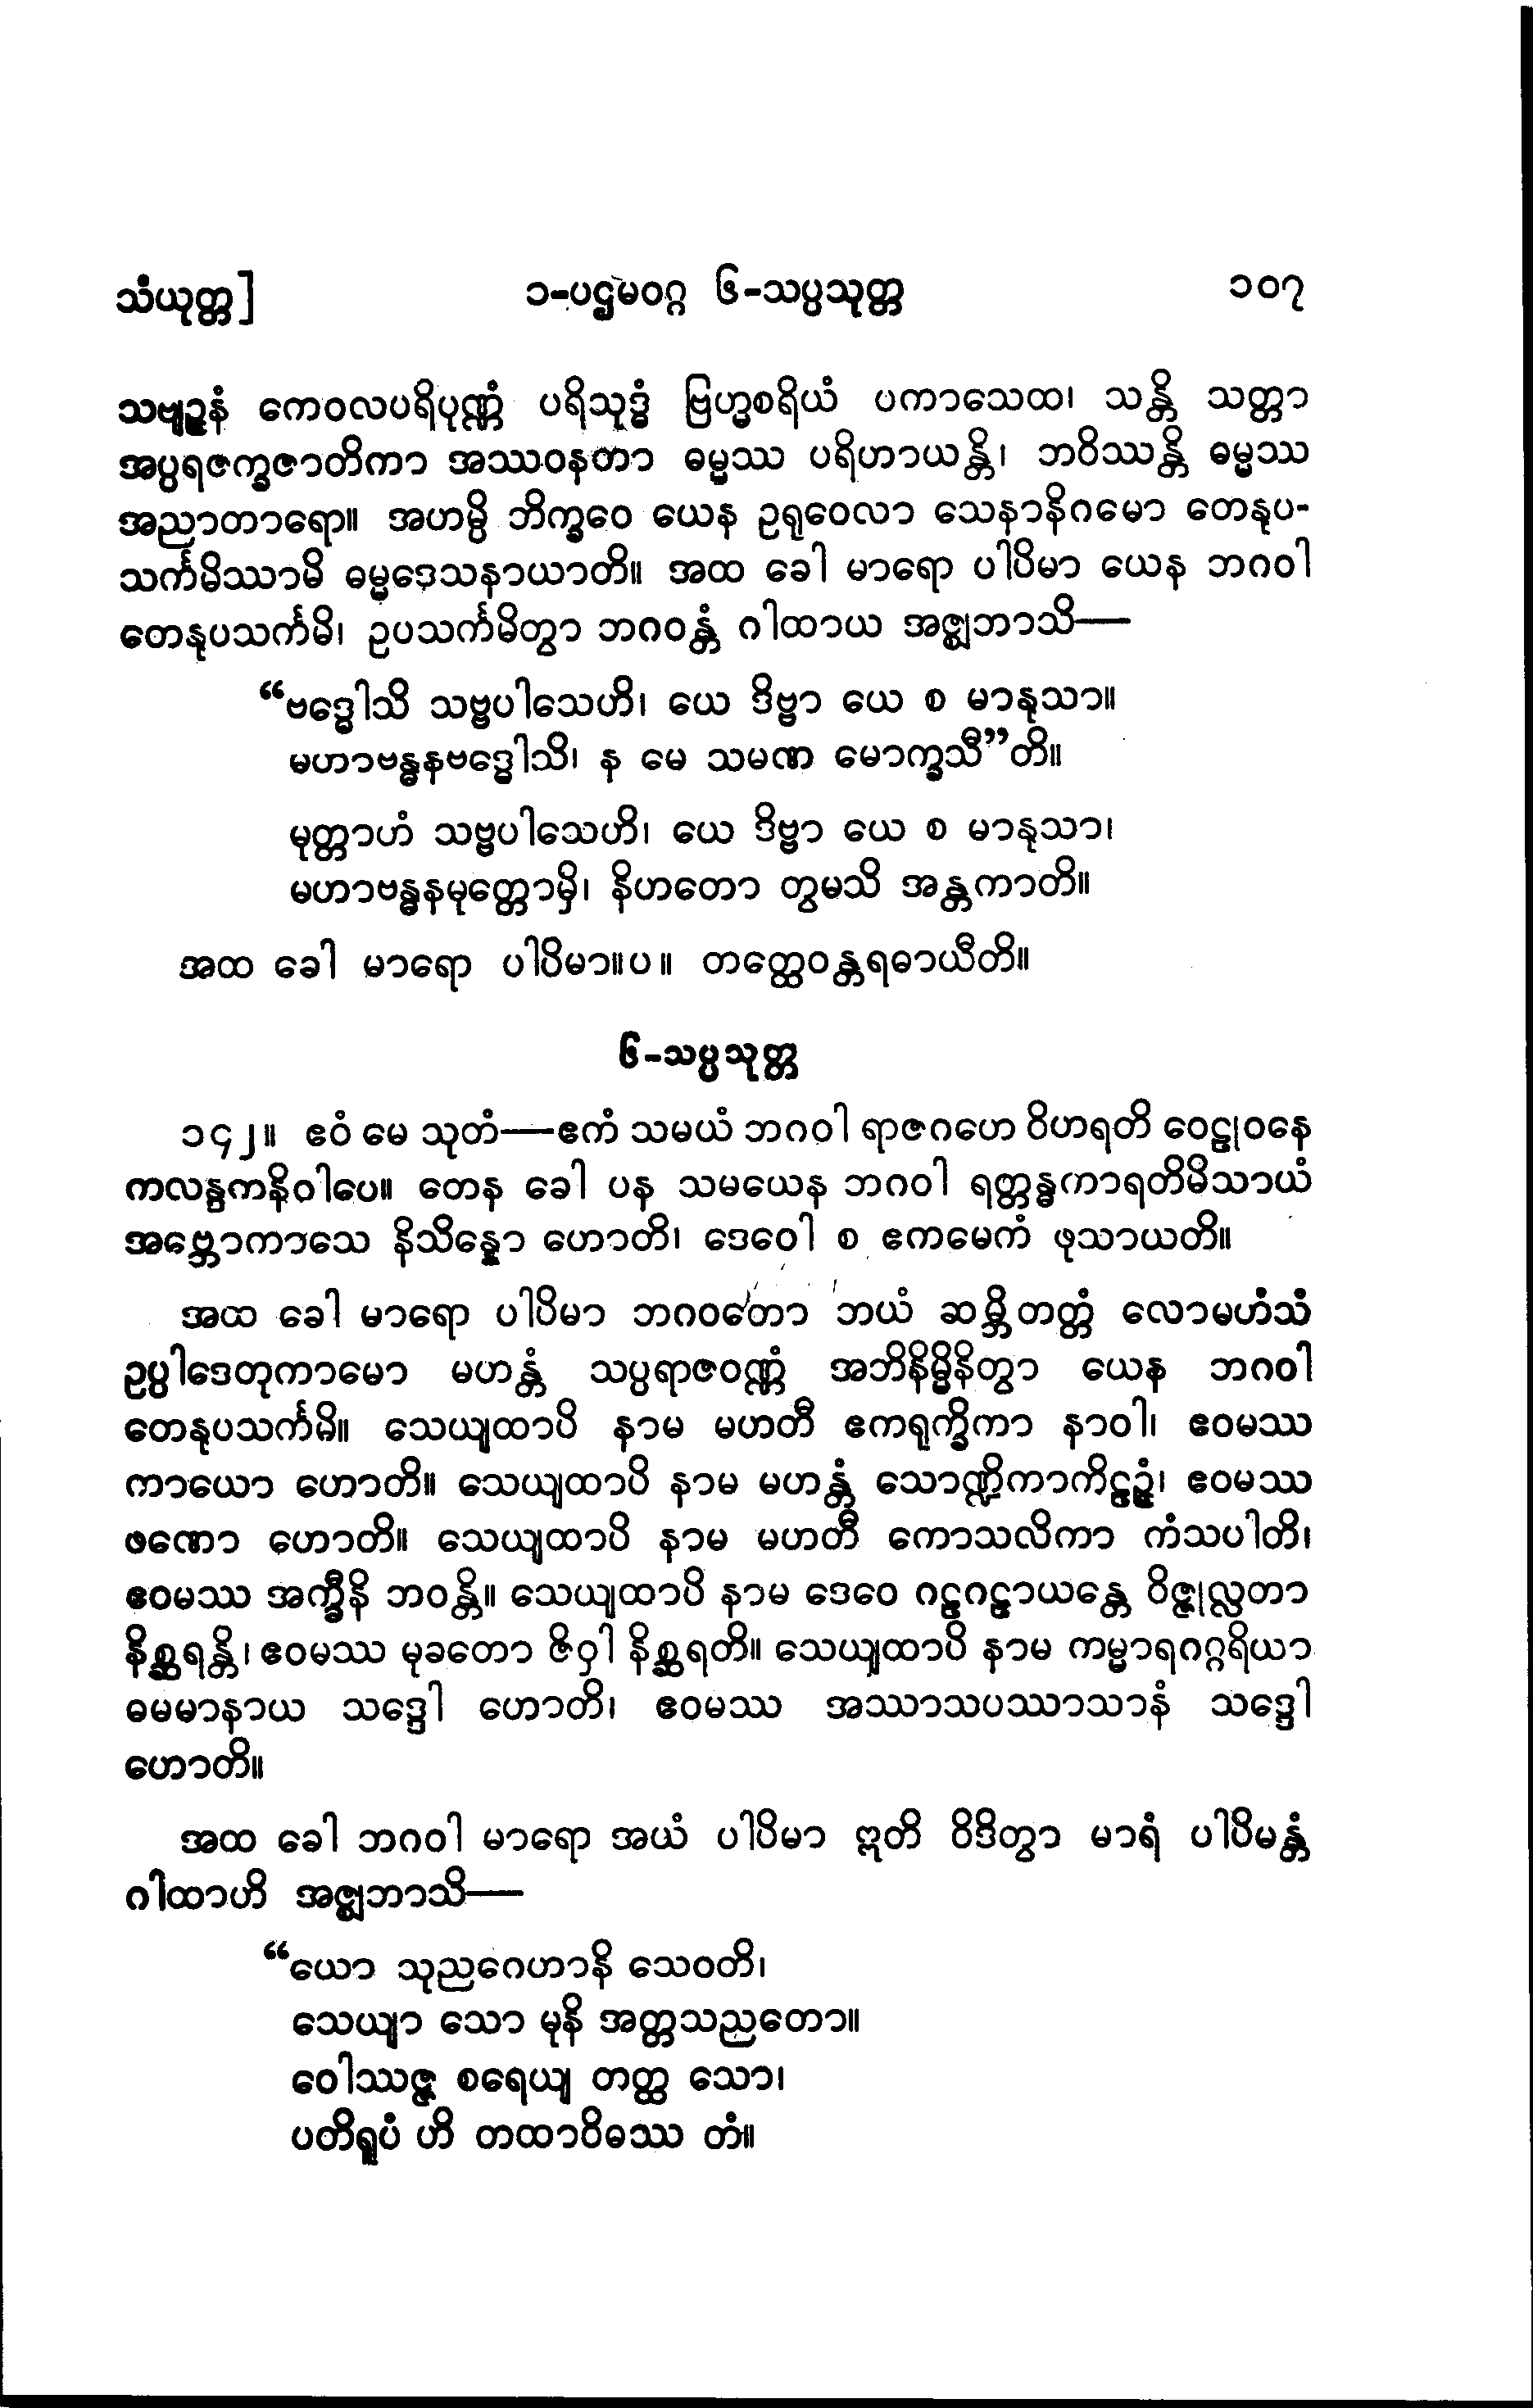 သံယုတ္တ] ၁-ပဌမဝဂ္ဂ ၆-သပ္ပသုတ္တ ၁၀၇
သဗျဉ္ဇနံ ကေဝလပရိပုဏ္ဏံ ပရိသုဒ္ဓံ ဗြဟ္မစရိယံ ပကာသေထ၊ သန္တိ သတ္တာ
အပ္ပရဇက္ခဇာတိကာ အဿဝနတာ ဓမ္မဿ ပရိဟာယန္တိ၊ ဘဝိဿန္တိ ဓမ္မဿ
အညာတာရော။ အဟမ္ပိ ဘိက္ခဝေ ယေန ဥရုဝေလာ သေနာနိဂမော တေနုပ-
သင်္ကမိဿာမိ ဓမ္မဒေသနာယာတိ။ အထ ခေါ မာရော ပါပိမာ ယေန ဘဂဝါ
တေနုပသင်္ကမိ၊ ဥပသင်္ကမိတွာ ဘဂဝန္တံ ဂါထာယ အဇ္ဈဘာသိ—
“ဗဒ္ဓေါသိ သဗ္ဗပါသေဟိ၊ ယေ ဒိဗ္ဗာ ယေ စ မာနုသာ။
မဟာဗန္ဓနဗဒ္ဓေါသိ၊ န မေ သမဏ မောက္ခသီ”တိ။
မုတ္တာဟံ သဗ္ဗပါသေဟိ၊ ယေ ဒိဗ္ဗာ ယေ စ မာနုသာ၊
မဟာဗန္ဓနမုတ္တောမှိ၊ နိဟတော တွမသိ အန္တကာတိ။
အထ ခေါ မာရော ပါပိမာ။ပ။ တတ္ထေဝန္တရဓာယီတိ။
၆-သပ္ပသုတ္တ
၁၄၂။ ဧဝံ မေ သုတံ—ဧကံ သမယံ ဘဂဝါ ရာဇဂဟေ ဝိဟရတိ ဝေဠုဝနေ
ကလန္ဒကနိဝါပေ။ တေန ခေါ ပန သမယေန ဘဂဝါ ရတ္တန္ဓကာရတိမိသာယံ
အဗ္ဘောကာသေ နိသိန္နော ဟောတိ၊ ဒေဝေါ စ ဧကမေကံ ဖုသာယတိ။
အထ ခေါ မာရော ပါပိမာ ဘဂဝတော ဘယံ ဆမ္ဘိတတ္တံ လောမဟံသံ
ဥပ္ပါဒေတုကာမော မဟန္တံ သပ္ပရာဇဝဏ္ဏံ အဘိနိမ္မိနိတွာ ယေန ဘဂဝါ
တေနုပသင်္ကမိ။ သေယျထာပိ နာမ မဟတီ ဧကရုက္ခိကာ နာဝါ၊ ဧဝမဿ
ကာယော ဟောတိ။ သေယျထာပိ နာမ မဟန္တံ သောဏ္ဍိကာကိဠဉ္ဇံ၊ ဧဝမဿ
ဖဏော ဟောတိ။ သေယျထာပိ နာမ မဟတီ ကောသလိကာ ကံသပါတိ၊
ဧဝမဿ အက္ခီနိ ဘဝန္တိ။ သေယျထာပိ နာမ ဒေဝေ ဂဠဂဠာယန္တေ ဝိဇ္ဇုလ္လတာ
နိစ္ဆရန္တိ၊ ဧဝမဿ မုခတော ဇိဝှါ နိစ္ဆရတိ။ သေယျထာပိ နာမ ကမ္မာရဂဂ္ဂရိယာ
ဓမမာနာယ သဒ္ဒေါ ဟောတိ၊ ဧဝမဿ အဿာသပဿာသာနံ သဒ္ဒေါ
ဟောတိ။
အထ ခေါ ဘဂဝါ မာရော အယံ ပါပိမာ ဣတိ ဝိဒိတွာ မာရံ ပါပိမန္တံ
ဂါထာဟိ အဇ္ဈဘာသိ—
“ယော သုညဂေဟာနိ သေဝတိ၊
သေယျာ သော မုနိ အတ္တသညတော။
ဝေါဿဇ္ဇ စရေယျ တတ္ထ သော၊
ပတိရူပံ ဟိ တထာဝိဓဿ တံ။